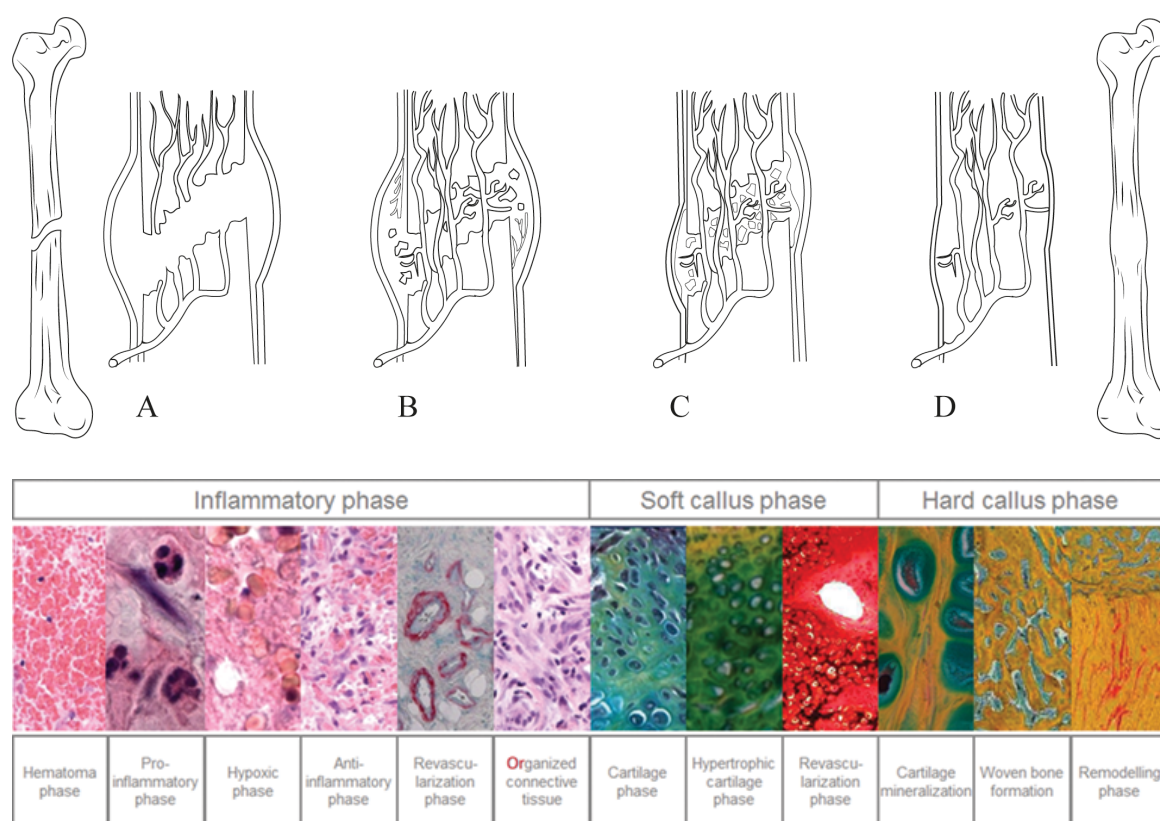 A
B
C
D
Inflammatory phase
Soft callus phase
Hard callus phase
Hematoma
phase
Pro-
inflammatory
phase
Hypoxic
phase
Anti-
inflammatory
phase
Revascu-
larization
phase
Organized
connective
tissue
Cartilage
phase
Hypertrophic
cartilage
phase
Revascu-
larization
phase
Cartilage
mineralization
Woven bone
formation
Remodelling
phase